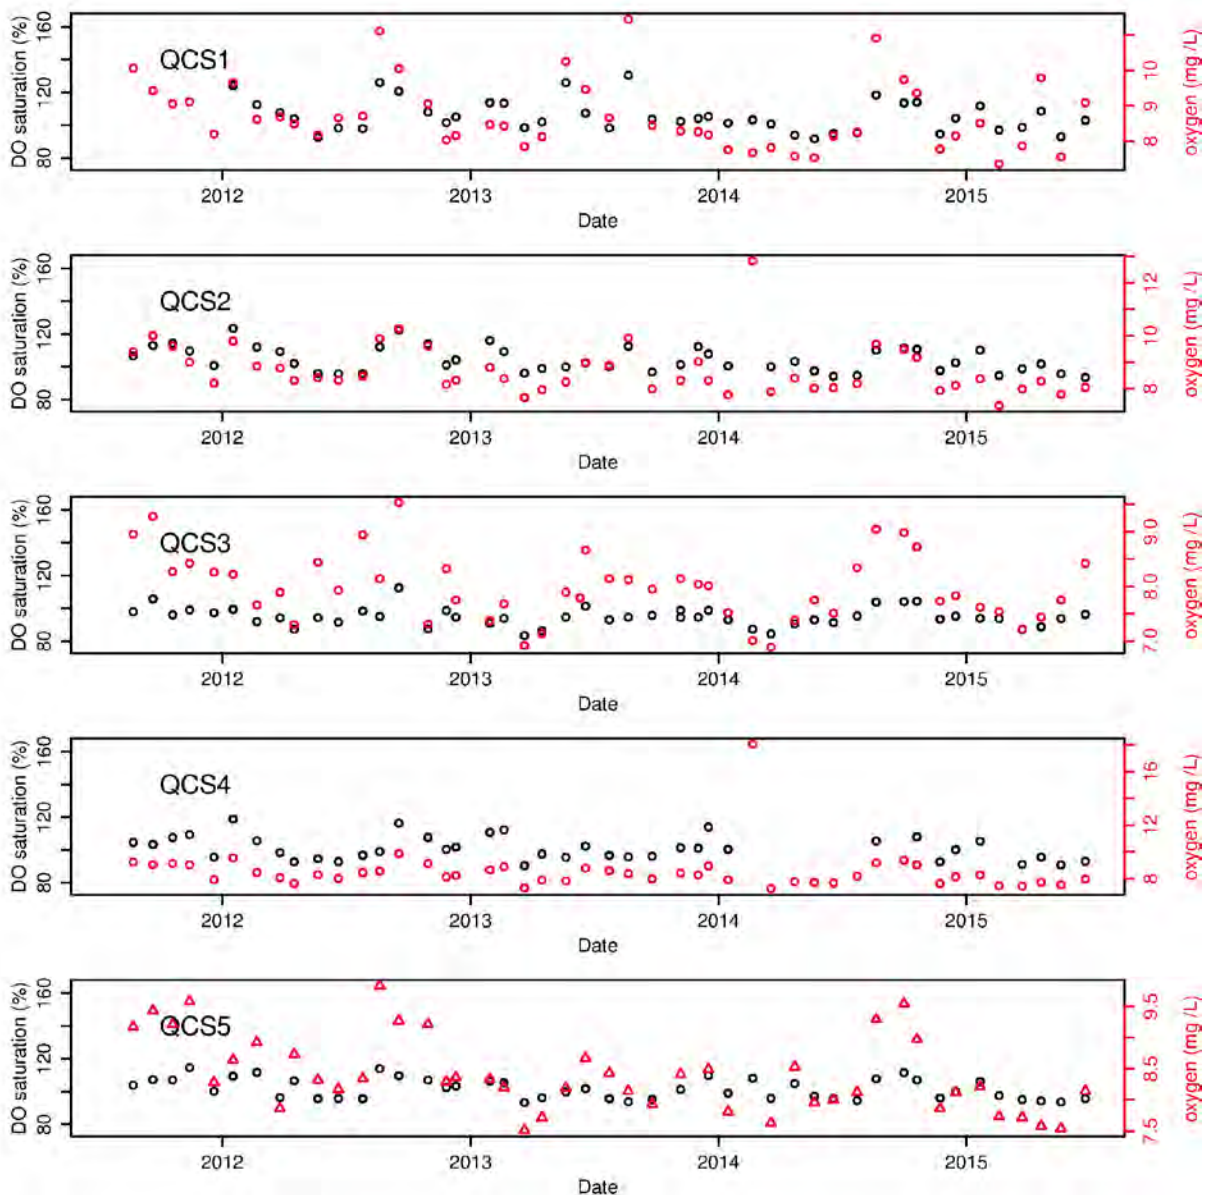 DO saturation (%)
160
120
80
QCS1
10
9
8
oxygen (mg /L)
2012
2013
2014
2015
Date
DO saturation (%)
160
120
80
QCS2
12
10
8
oxygen (mg /L)
2012
2013
2014
2015
Date
DO saturation (%)
160
120
80
QCS3
9.0
8.0
7.0
oxygen (mg /L)
2012
2013
2014
2015
Date
DO saturation (%)
160
120
80
QCS4
16
12
8
oxygen (mg /L)
2012
2013
2014
2015
Date
DO saturation (%)
160
120
80
QCS5
9.5
8.5
7.5
oxygen (mg /L)
2012
2013
2014
2015
Date